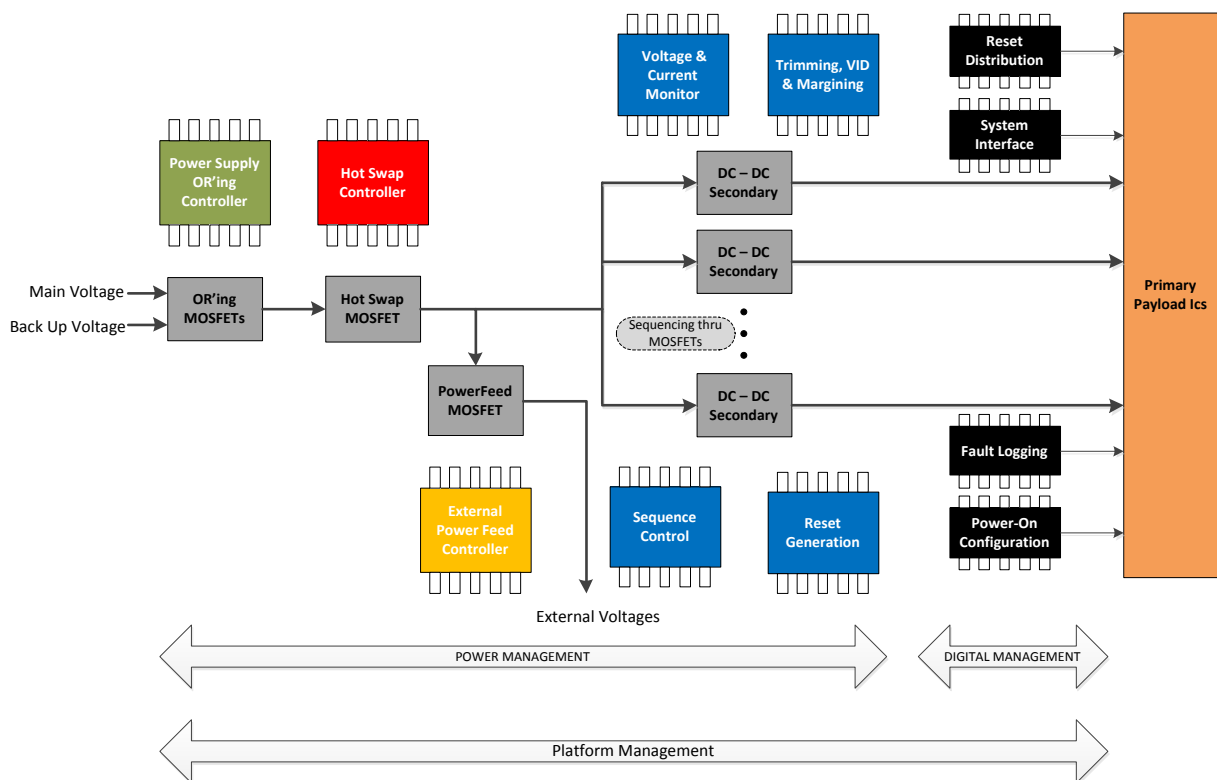 Voltage &
Current
Monitor
Trimming, VID
& Margining
Reset
Distribution
System
Interface
Power Supply
OR'ing
Controller
Hot Swap
Controller
DC – DC
Secondary
DC – DC
Secondary
Main Voltage
Back Up Voltage
OR'ing
MOSFETs
Hot Swap
MOSFET
Primary
Payload Ics
Sequencing thru
MOSFETs
PowerFeed
MOSFET
DC – DC
Secondary
Fault Logging
External
Power Feed
Controller
Sequence
Control
Reset
Generation
Power-On
Configuration
External Voltages
POWER MANAGEMENT
DIGITAL MANAGEMENT
Platform Management